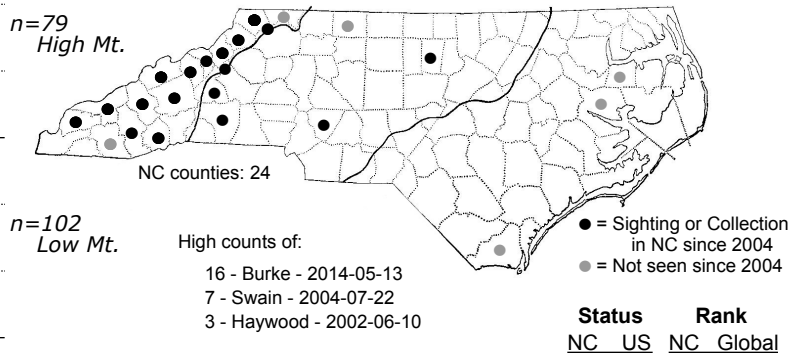 n=79
High Mt.
NC counties: 24
n=102
Low Mt.
High counts of:
16 - Burke - 2014-05-13
7 - Swain - 2004-07-22
3 - Haywood - 2002-06-10
● = Sighting or Collection
in NC since 2004
● = Not seen since 2004
Status Rank
NC US NC Global